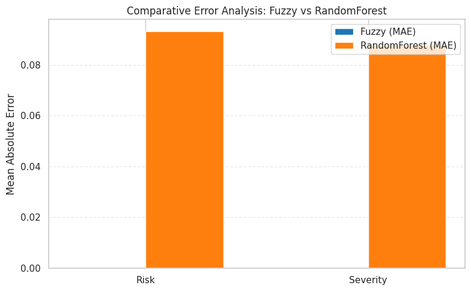 Comparative Error Analysis: Fuzzy vs RandomForest
Fuzzy (MAE)
RandomForest (MAE)
Mean Absolute Error
0.08
0.06
0.04
0.02
0.00
Risk
Severity